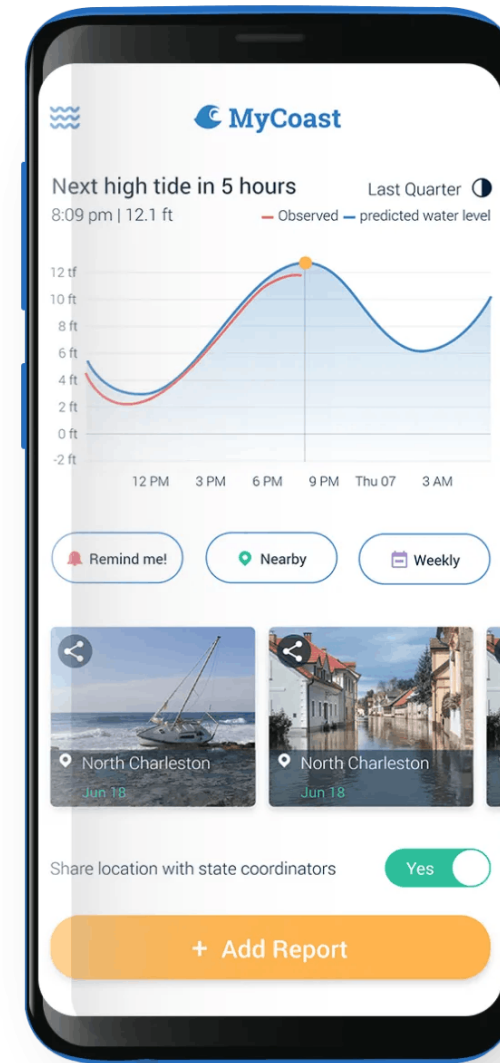 MyCoast
Next high tide in 5 hours
Last Quarter
8:09 pm | 12.1 ft
Observed
predicted water level
12 tf
10 ft
8 ft
6 ft
4 ft
2 ft
0 ft
-2 ft
12 PM 3 PM 6 PM 9 PM Thu 07 3 AM
Remind me!
Nearby
Weekly
North Charleston
Jun 18
North Charleston
Jun 18
Share location with state coordinators
Yes
+ Add Report